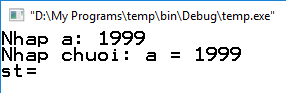 "D:\My Programs\temp\bin\Debug\temp.exe"
Nhap a: 1999
Nhap chuoi: a = 1999
st=